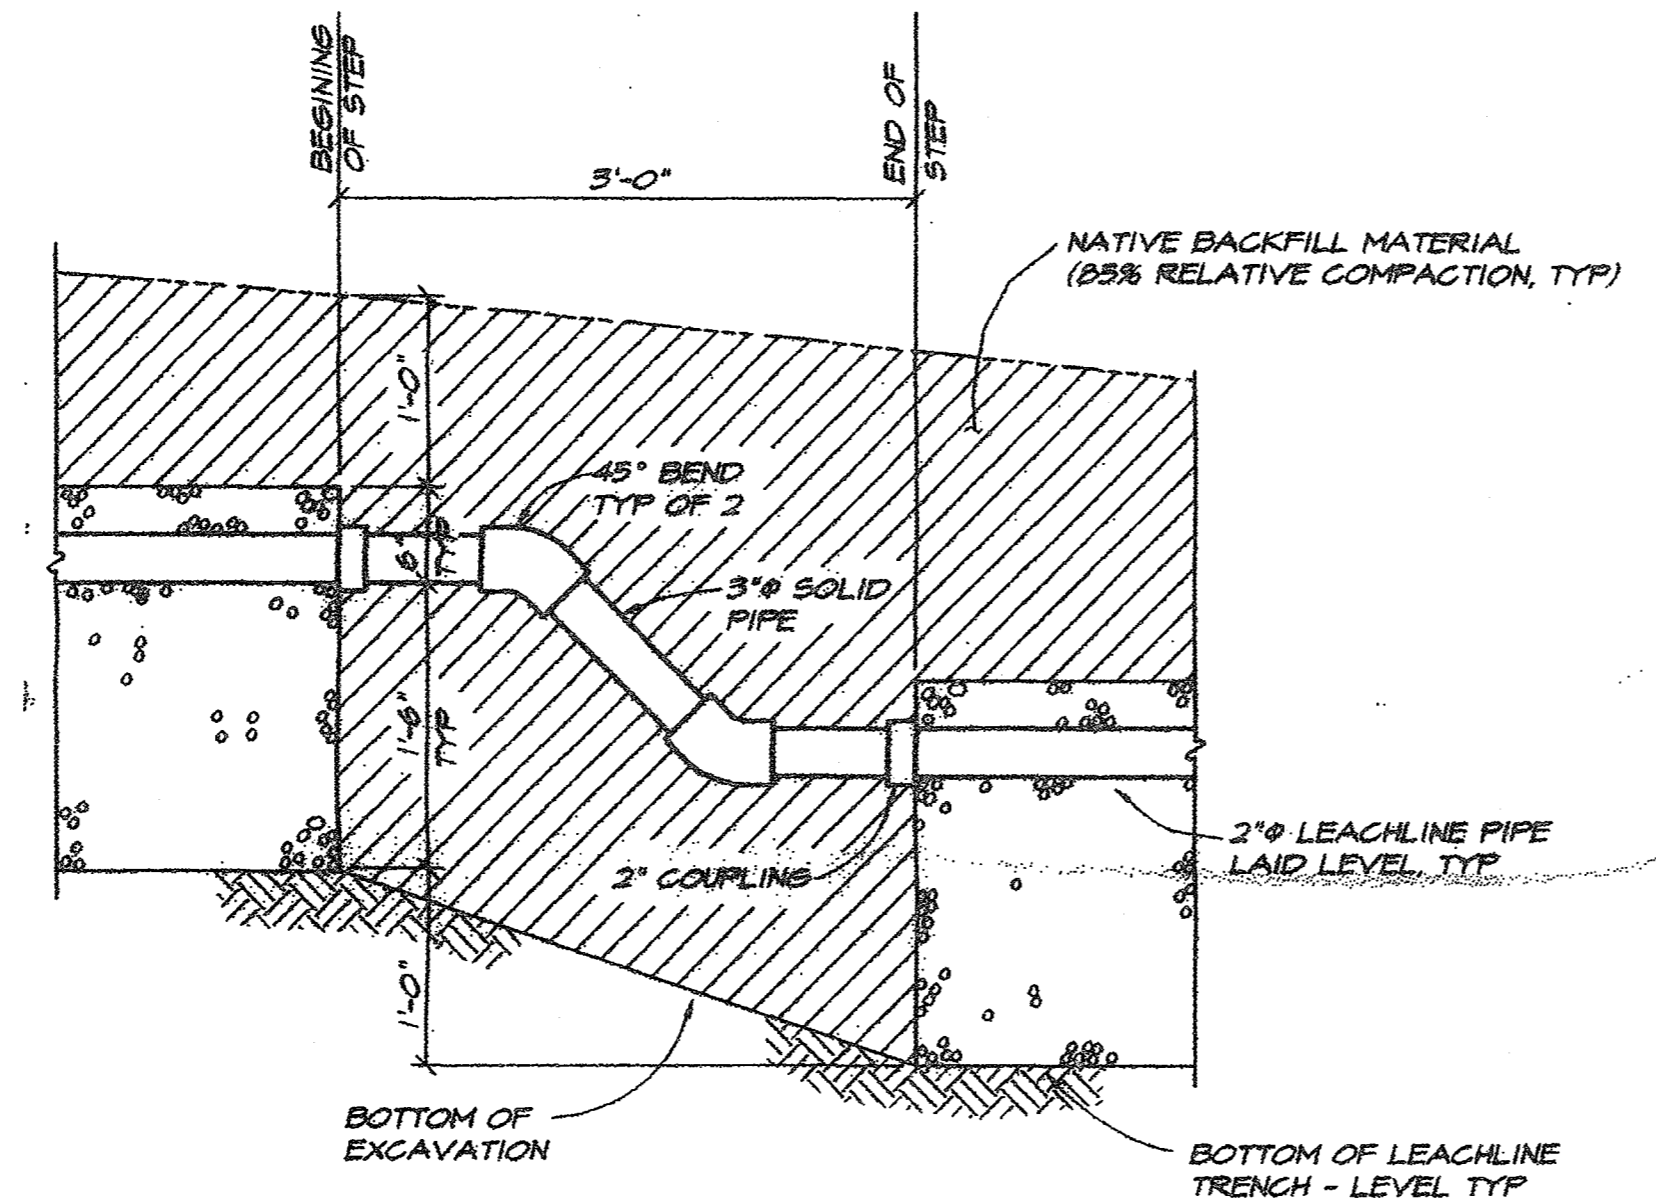 BEGINING
OF STEP
END OF
STEP
3'-0"
NATIVE BACKFILL MATERIAL
(85% RELATIVE COMPACTION, TYP)
1'-0"
45° BEND
TYP OF 2
6"
TYP
3"Φ SOLID
PIPE
1'-6"
TYP
2" COUPLING
2"Φ LEACHLINE PIPE
LAID LEVEL, TYP
1'-0"
BOTTOM OF
EXCAVATION
BOTTOM OF LEACHLINE
TRENCH - LEVEL TYP